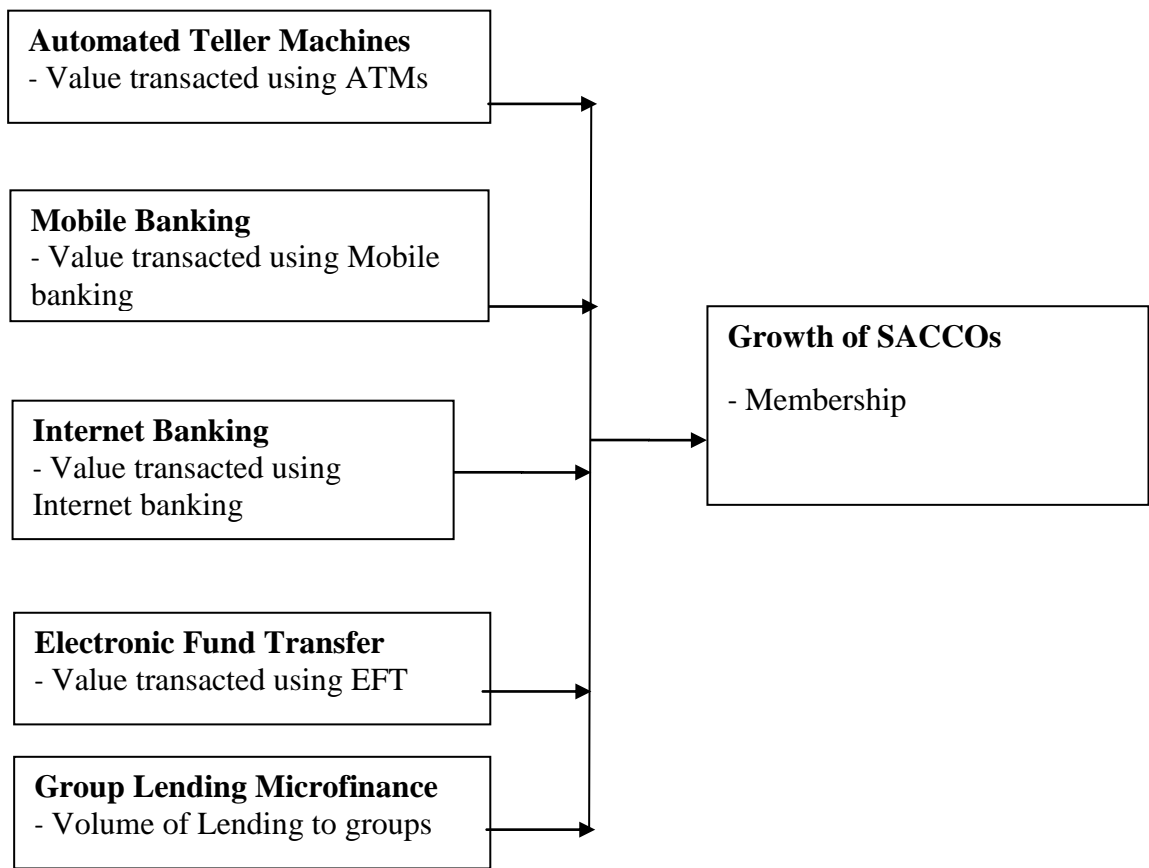 Automated Teller Machines
- Value transacted using ATMs
Mobile Banking
- Value transacted using Mobile
banking
Internet Banking
- Value transacted using
Internet banking
Electronic Fund Transfer
- Value transacted using EFT
Group Lending Microfinance
- Volume of Lending to groups
Growth of SACCOs
- Membership